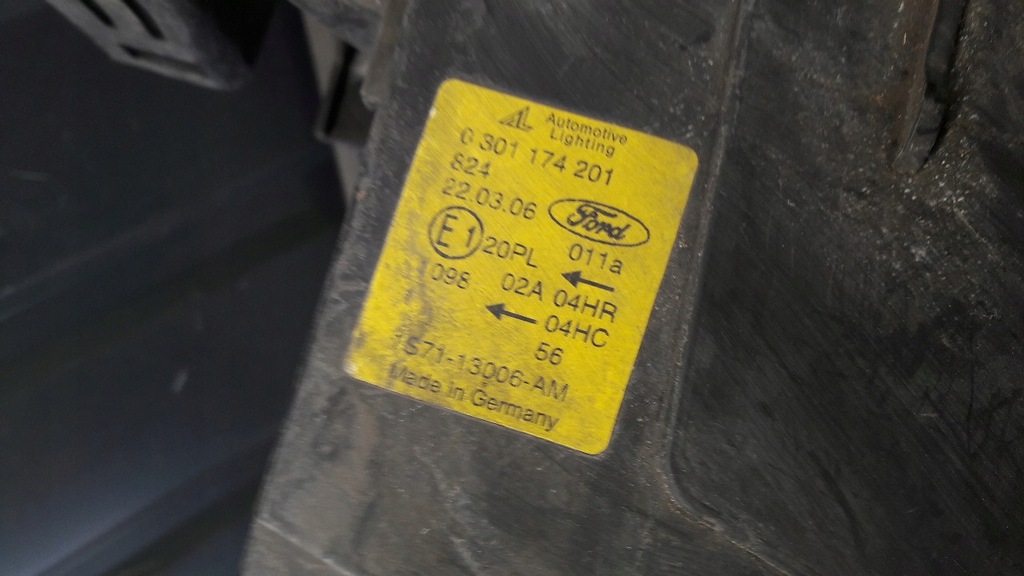 AL Automotive Lighting
0 301 174 201
824
22.03.06 Ford
E1 20PL 011a
098 02A 04HR
04HC
56
1S71-13006-AM
Made in Germany